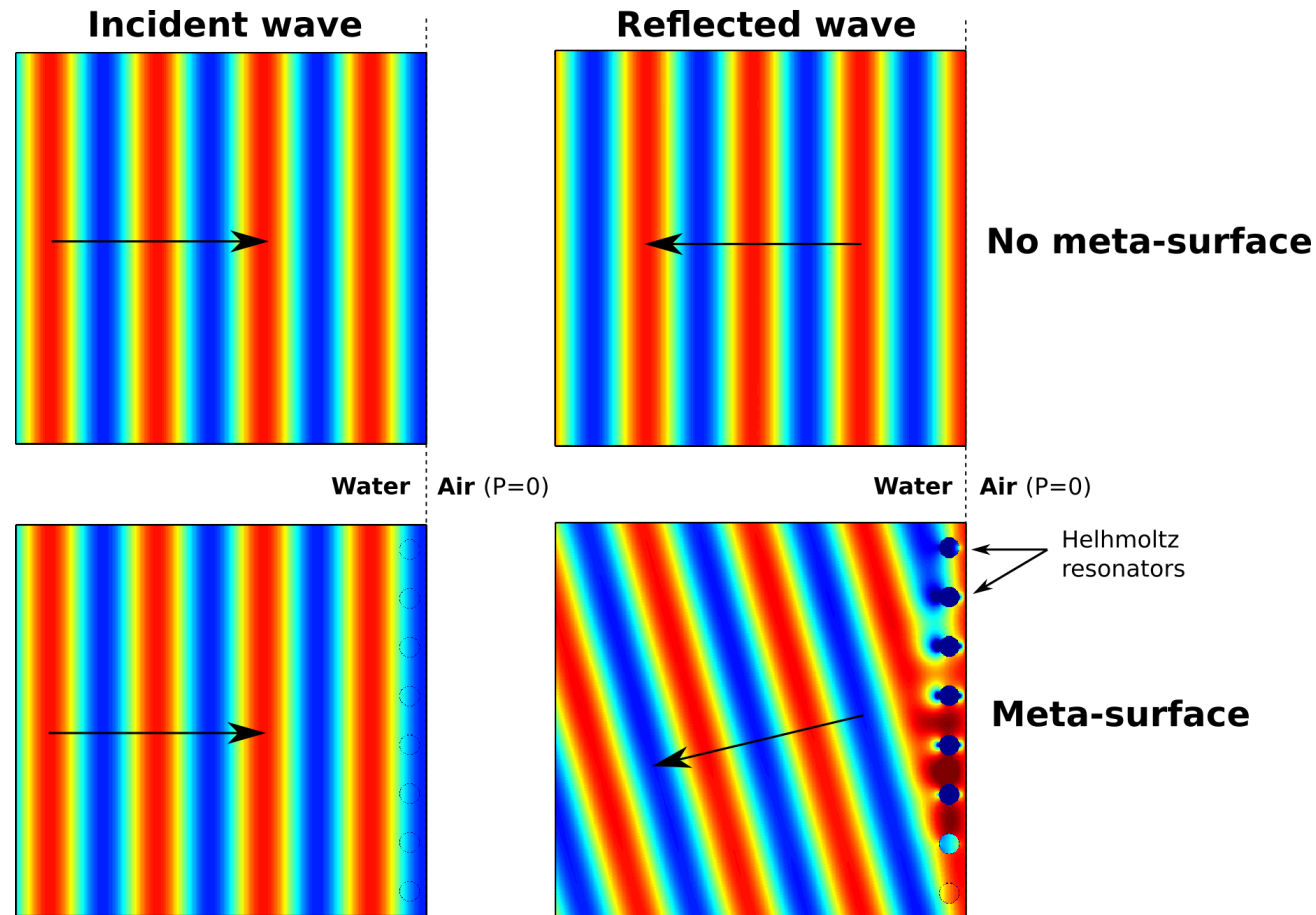 Incident wave
Reflected wave
No meta-surface
Water Air (P=0)
Water Air (P=0)
Helhmoltz
resonators
Meta-surface